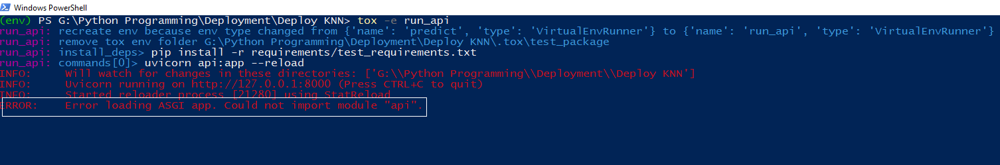 Windows PowerShell
(env) PS G:\Python Programming\Deployment\Deploy KNN> tox -e run_api
run_api: recreate env because env type changed from {'name': 'predict', 'type': 'VirtualEnvRunner'} to {'name': 'run_api', 'type': 'VirtualEnvRunner'}
run_api: remove tox env folder G:\Python Programming\Deployment\Deploy KNN\.tox\test_package
run_api: install_deps> pip install -r requirements/test_requirements.txt
run_api: commands[0]> uvicorn api:app --reload
INFO:     Will watch for changes in these directories: ['G:\\Python Programming\\Deployment\\Deploy KNN']
INFO:     Uvicorn running on http://127.0.0.1:8000 (Press CTRL+C to quit)
INFO:     Started reloader process [21280] using StatReload
ERROR:    Error loading ASGI app. Could not import module "api".